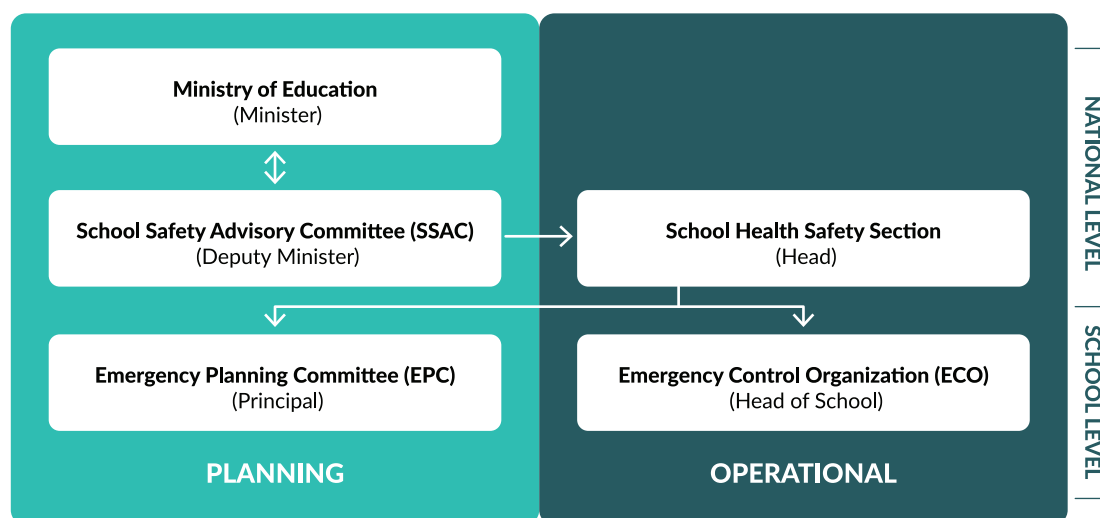 Ministry of Education
(Minister)
School Safety Advisory Committee (SSAC)
(Deputy Minister)
School Health Safety Section
(Head)
Emergency Planning Committee (EPC)
(Principal)
Emergency Control Organization (ECO)
(Head of School)
PLANNING
OPERATIONAL
NATIONAL LEVEL
SCHOOL LEVEL